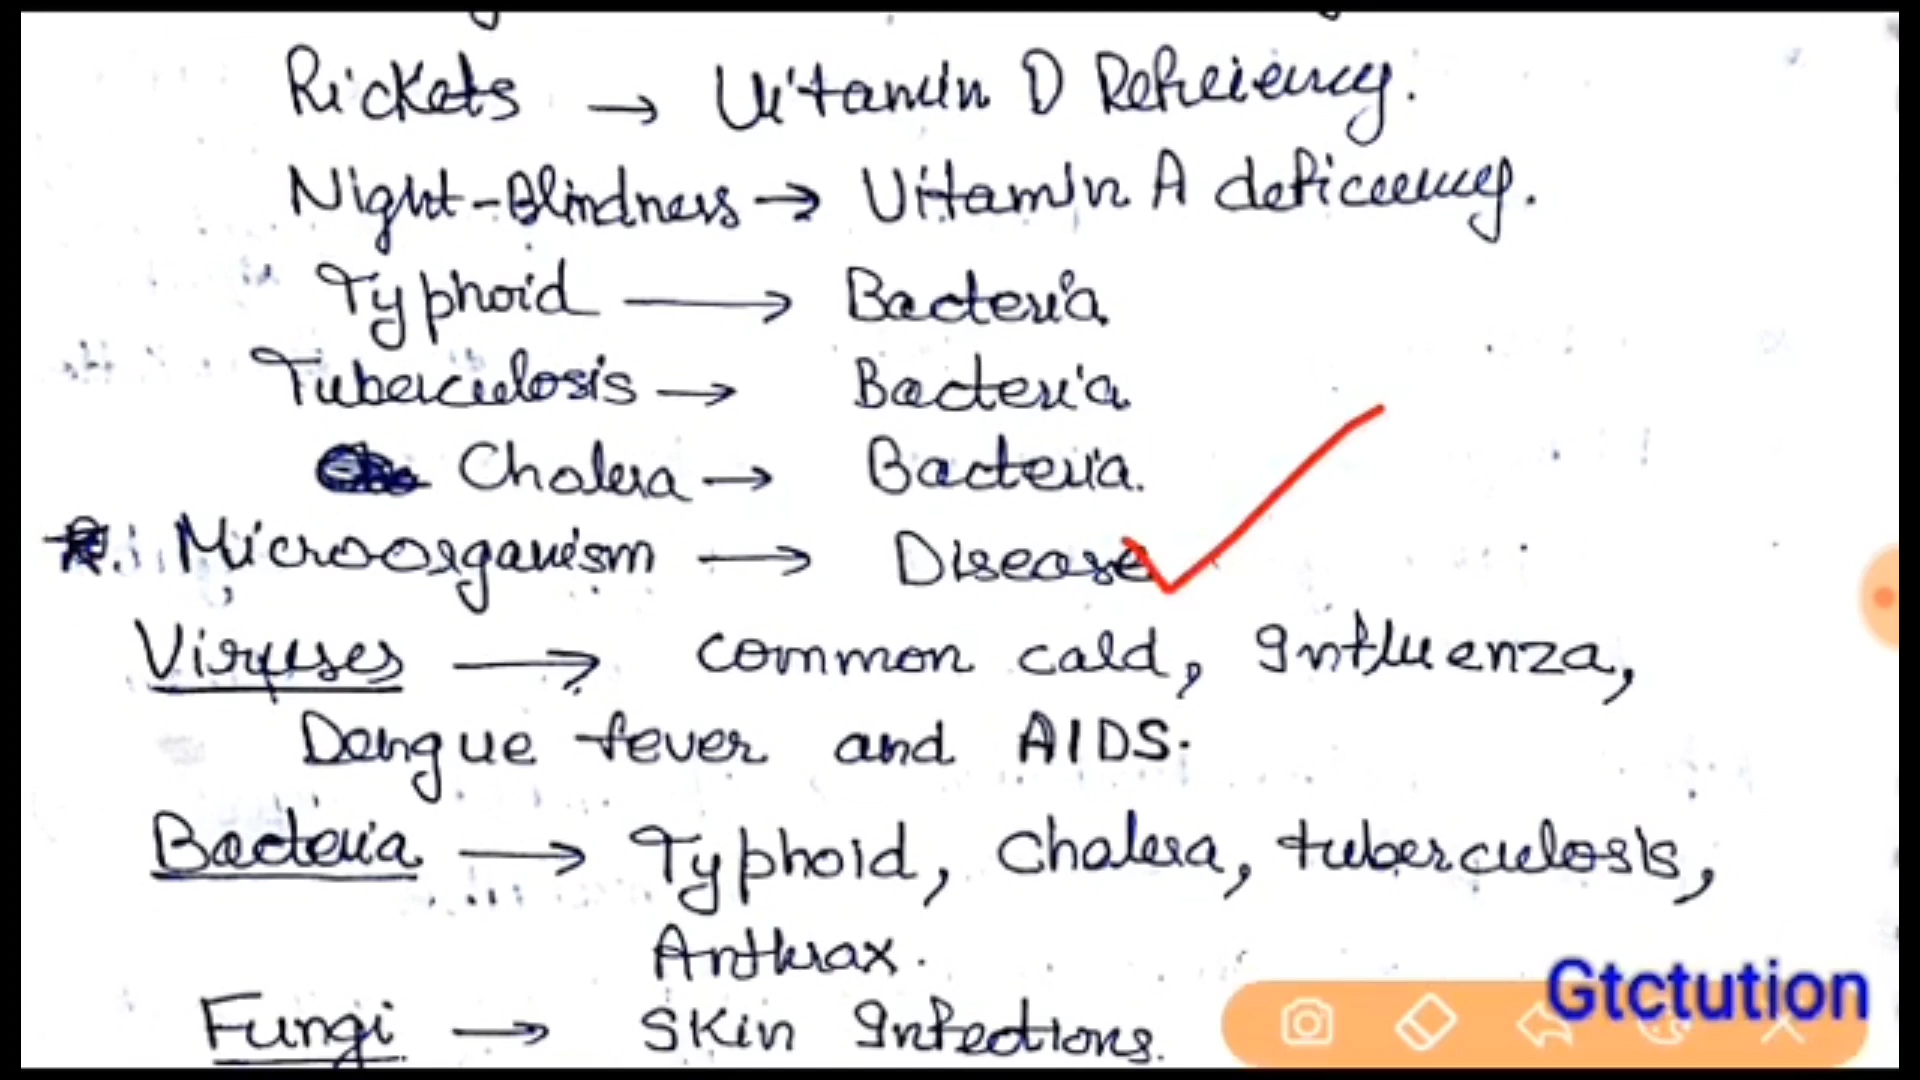 Rickets → Vitamin D Deficiency.
Night-Blindness → Vitamin A deficiency.
Typhoid → Bacteria
Tuberculosis → Bacteria
Cholera → Bacteria.
Microorganism → Disease
Viruses → common cold, Influenza,
Dengue fever and AIDS.
Bacteria → Typhoid, Cholera, tuberculosis,
Anthrax.
Fungi → Skin Infections.
Gtctution